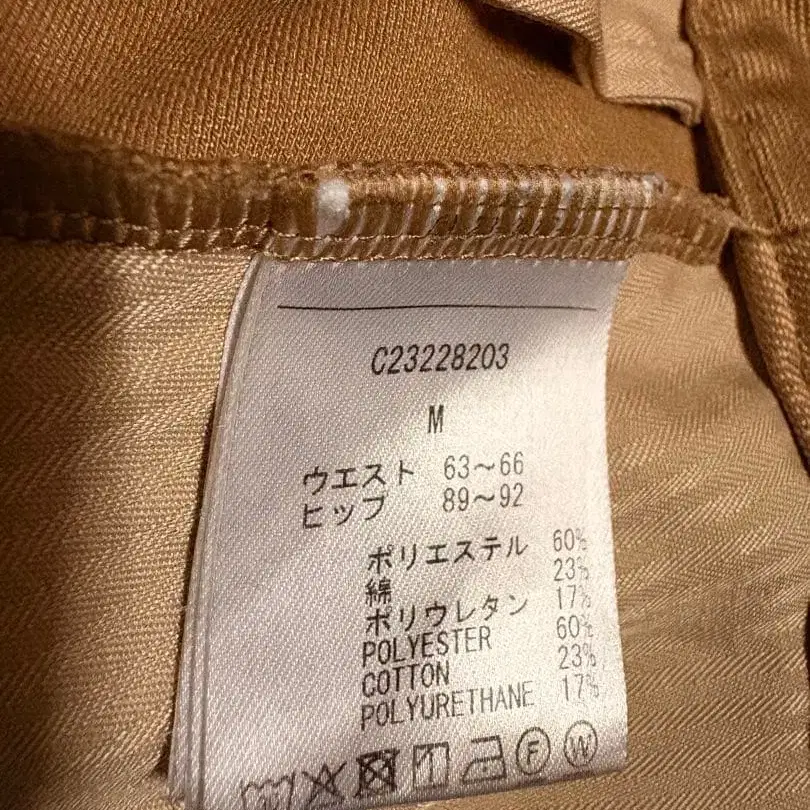 C23228203
M
ウエスト 63～66
ヒップ 89～92
ポリエステル 60%
綿 23%
ポリウレタン 17%
POLYESTER 60%
COTTON 23%
POLYURETHANE 17%
F W